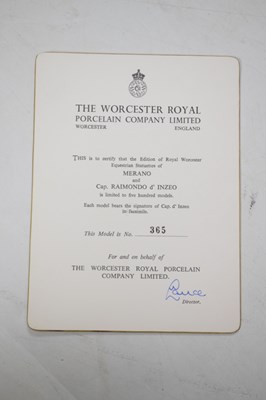 THE WORCESTER ROYAL
PORCELAIN COMPANY LIMITED
WORCESTER ENGLAND
THIS is to certify that the Edition of Royal Worcester
Equestrian Statuettes of
MERANO
and
Cap. RAIMONDO d' INZEO
is limited to five hundred models.
Each model bears the signature of Cap. d' Inzeo
in facsimile.
This Model is No. 365
For and on behalf of
THE WORCESTER ROYAL PORCELAIN
COMPANY LIMITED.
Director.